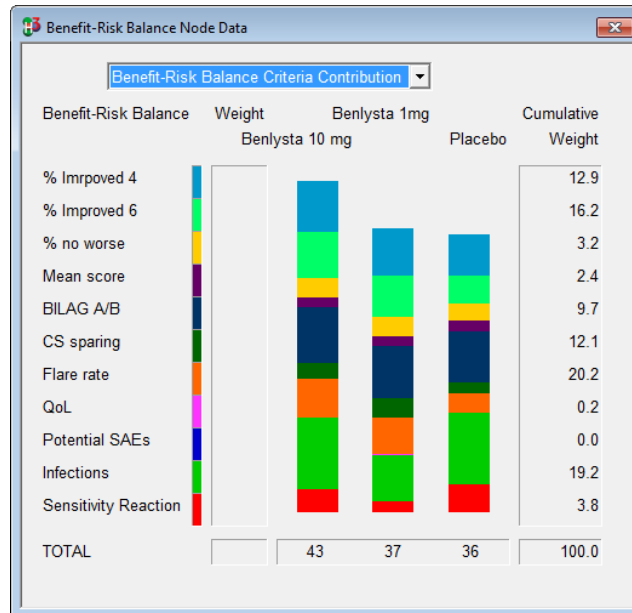 Benefit-Risk Balance Node Data
Benefit-Risk Balance Criteria Contribution
Benefit-Risk Balance Weight Benlysta 1mg Cumulative
Benlysta 10 mg Placebo Weight
% Imrpoved 4 12.9
% Improved 6 16.2
% no worse 3.2
Mean score 2.4
BILAG A/B 9.7
CS sparing 12.1
Flare rate 20.2
QoL 0.2
Potential SAEs 0.0
Infections 19.2
Sensitivity Reaction 3.8
TOTAL 43 37 36 100.0